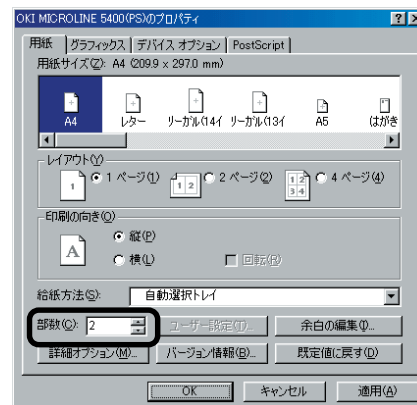 OKI MICROLINE 5400(PS)のプロパティ
用紙 グラフィックス デバイス オプション PostScript
用紙サイズ(Z): A4 (209.9 x 297.0 mm)
A4 レター リーガル(14イ リーガル(13イ A5 はがき
レイアウト(Y)
1 1 ページ(1) 1 2 2 ページ(2) 1 2 3 4 4 ページ(4)
印刷の向き(O)
A 縦(P)
横(L) 回転(R)
給紙方法(S): 自動選択トレイ
部数(C): 2 ユーザー設定(T)... 余白の編集(I)...
詳細オプション(M)... バージョン情報(B)... 既定値に戻す(D)
OK キャンセル 適用(A)